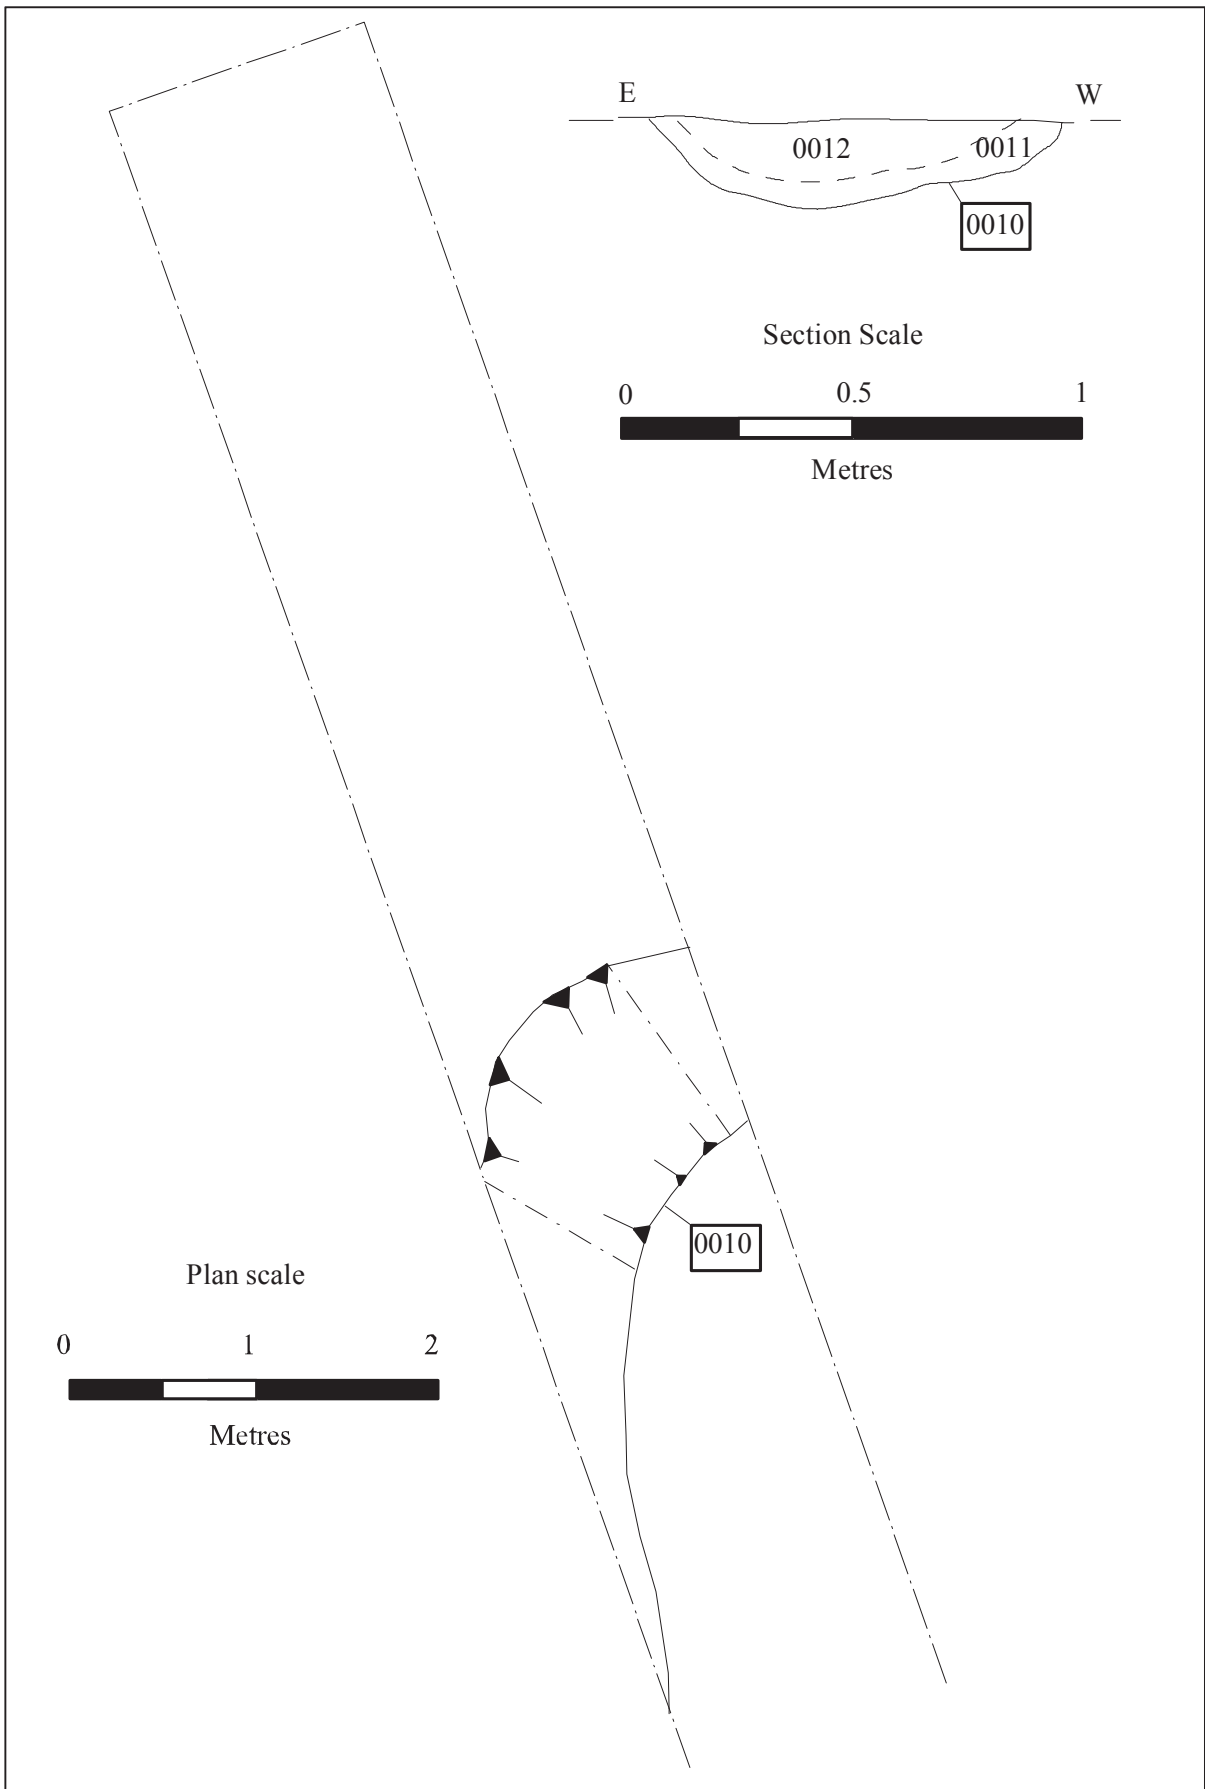 E W
0012 0011
0010
Section Scale
0 0.5 1
Metres
0010
Plan scale
0 1 2
Metres